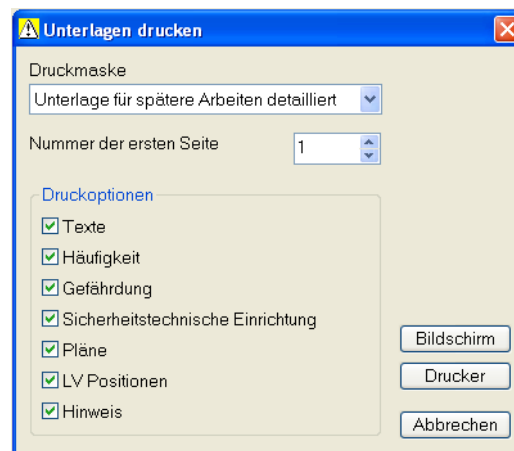 Unterlagen drucken
Druckmaske
Unterlage für spätere Arbeiten detailliert
Nummer der ersten Seite
1
Druckoptionen
Texte
Häufigkeit
Gefährdung
Sicherheitstechnische Einrichtung
Pläne
LV Positionen
Hinweis
Bildschirm
Drucker
Abbrechen